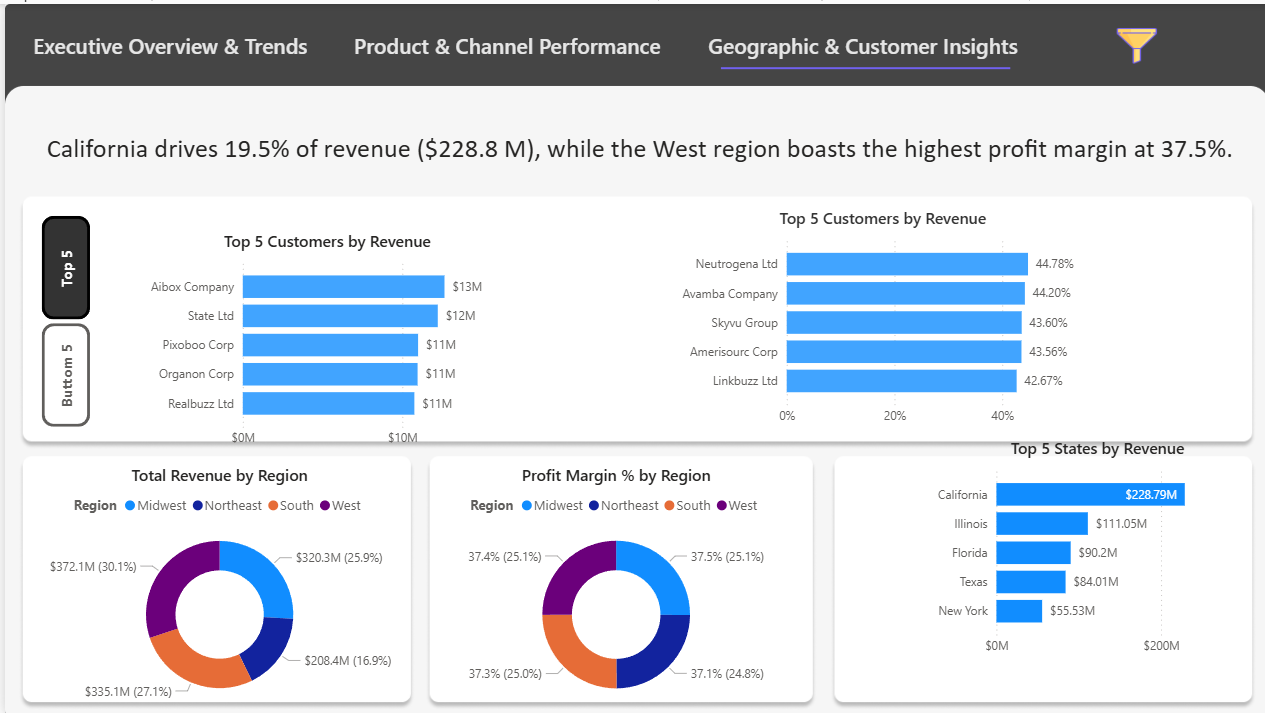 Executive Overview & Trends
Product & Channel Performance
Geographic & Customer Insights
California drives 19.5% of revenue ($228.8 M), while the West region boasts the highest profit margin at 37.5%.
Top 5
Buttom 5
Top 5 Customers by Revenue
Aibox Company $13M
State Ltd $12M
Pixoboo Corp $11M
Organon Corp $11M
Realbuzz Ltd $11M
$0M $10M
Top 5 Customers by Revenue
Neutrogena Ltd 44.78%
Avamba Company 44.20%
Skyvu Group 43.60%
Amerisourc Corp 43.56%
Linkbuzz Ltd 42.67%
0% 20% 40%
Total Revenue by Region
Region Midwest Northeast South West
$372.1M (30.1%)
$320.3M (25.9%)
$208.4M (16.9%)
$335.1M (27.1%)
Profit Margin % by Region
Region Midwest Northeast South West
37.4% (25.1%)
37.5% (25.1%)
37.3% (25.0%)
37.1% (24.8%)
Top 5 States by Revenue
California $228.79M
Illinois $111.05M
Florida $90.2M
Texas $84.01M
New York $55.53M
$0M $200M